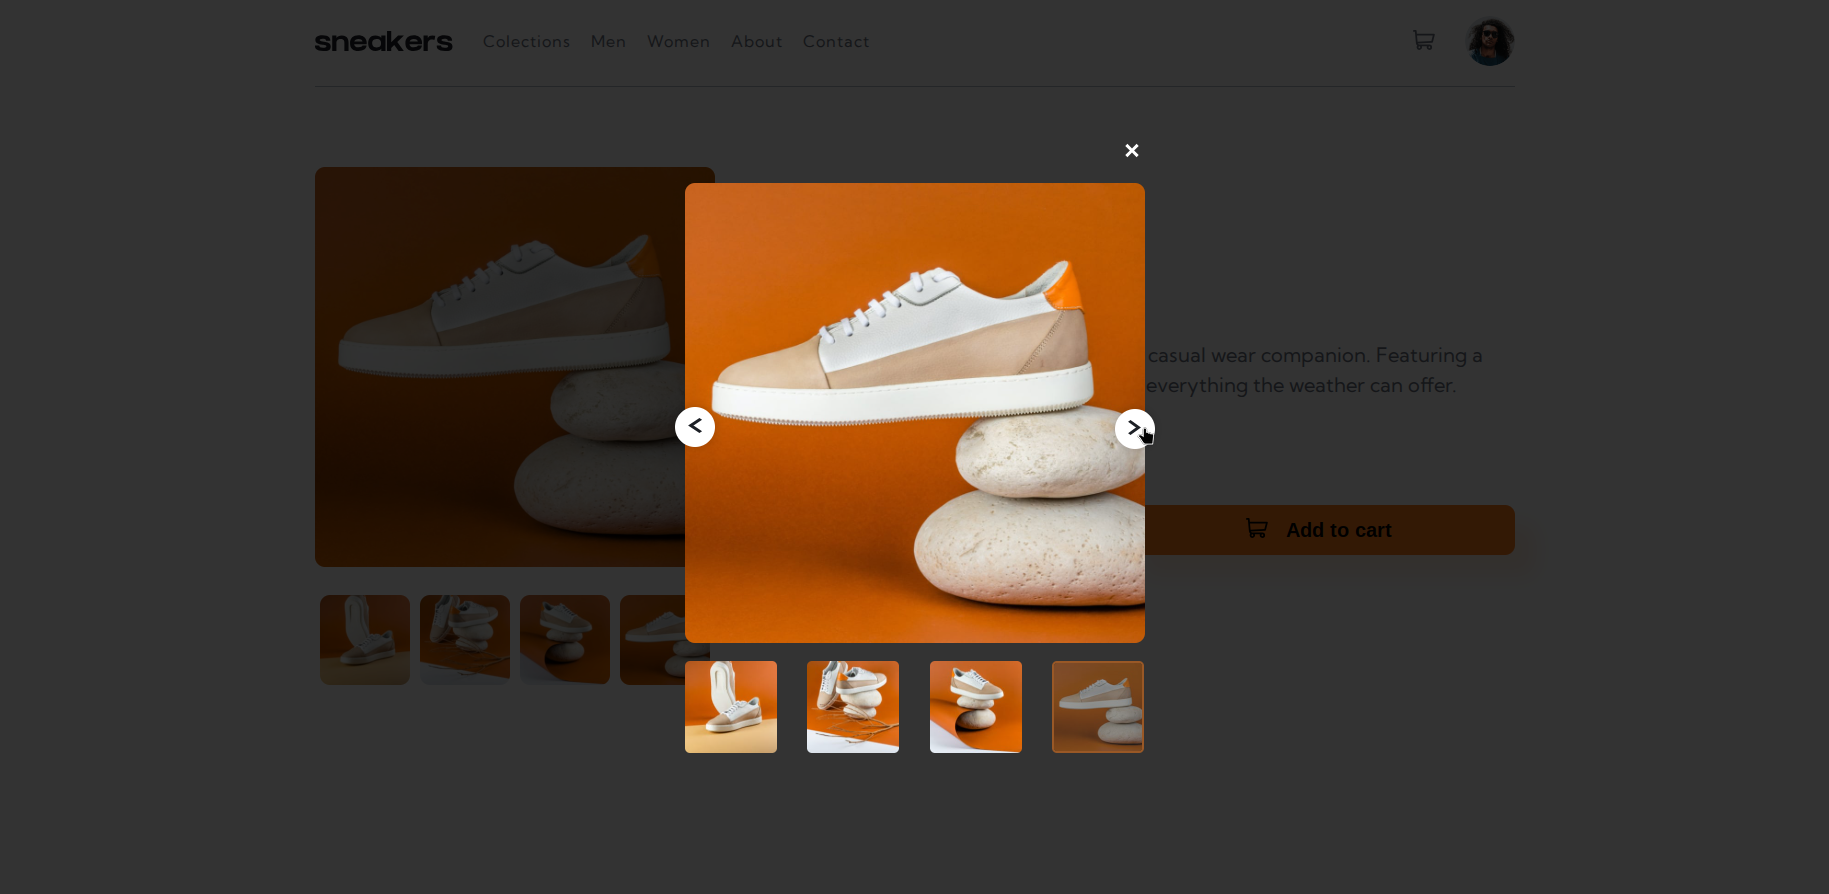 sneakers
Colections Men Women About Contact
×
casual wear companion. Featuring a
everything the weather can offer.
< >
Add to cart